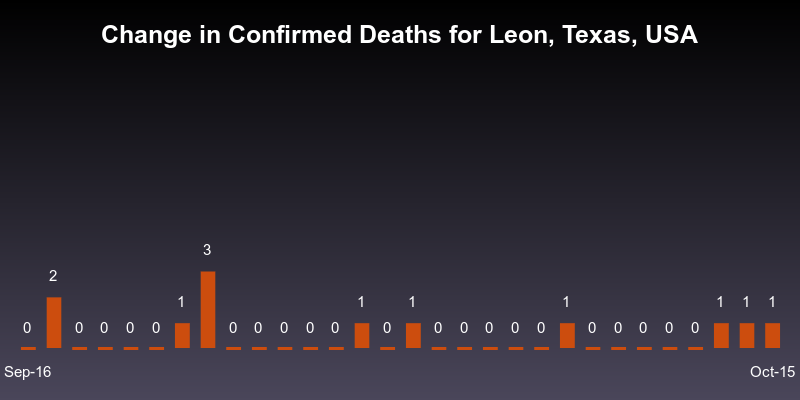 Change in Confirmed Deaths for Leon, Texas, USA
3
2
1 1 1 1 1 1 1
0 0 0 0 0 0 0 0 0 0 0 0 0 0 0 0 0 0 0 0 0
Sep-16 Oct-15